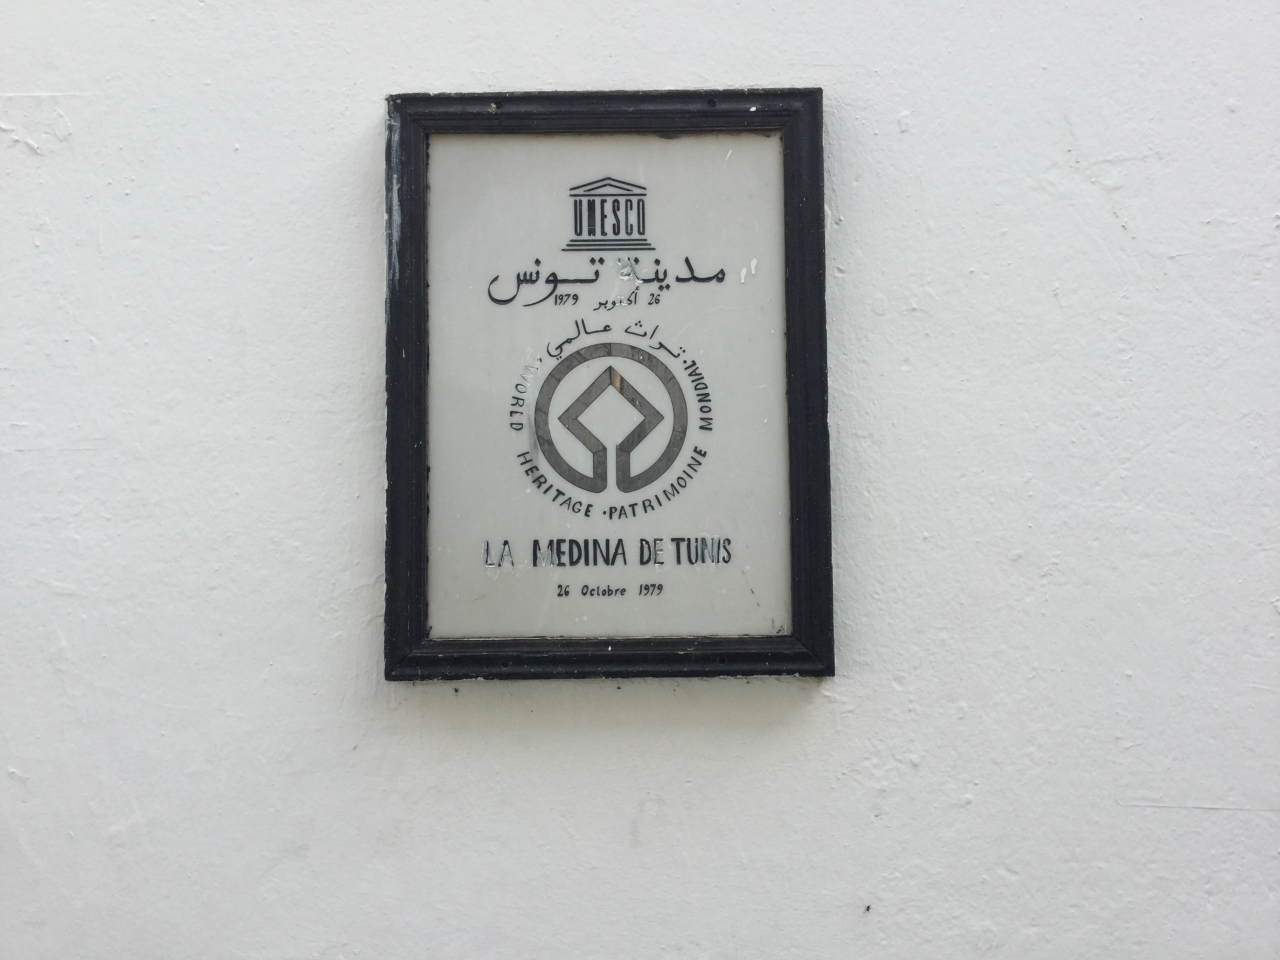 UNESCO
مدينة تونس
26 أكتوبر 1979
تراث عالمي
WORLD HERITAGE · PATRIMOINE MONDIAL ·
LA MEDINA DE TUNIS
26 Octobre 1979